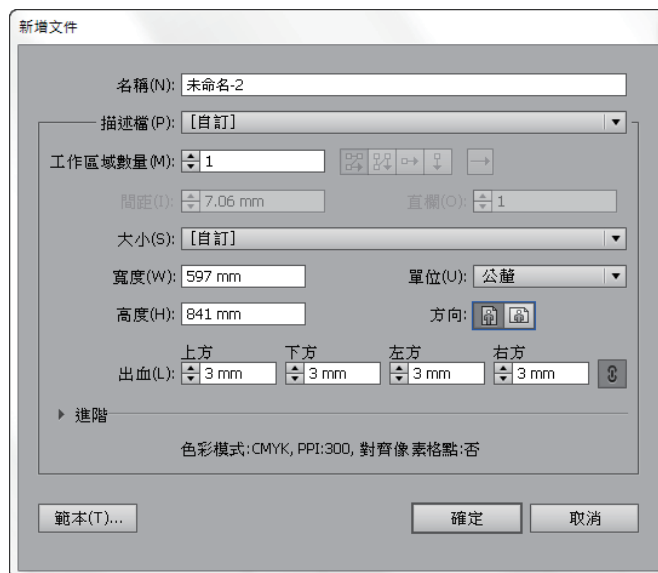 新增文件
名稱(N): 未命名-2
描述檔(P): [自訂]
工作區域數量(M): 1
間距(I): 7.06 mm 直欄(O): 1
大小(S): [自訂]
寬度(W): 597 mm 單位(U): 公釐
高度(H): 841 mm 方向:
上方 下方 左方 右方
出血(L): 3 mm 3 mm 3 mm 3 mm
進階
色彩模式:CMYK, PPI:300, 對齊像素格點:否
範本(T)... 確定 取消